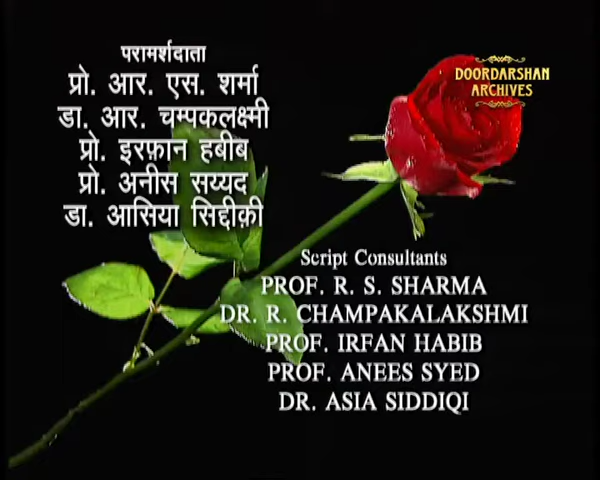 परामर्शदाता
प्रो. आर. एस. शर्मा
डा. आर. चम्पकलक्ष्मी
प्रो. इरफ़ान हबीब
प्रो. अनीस सय्यद
डा. आसिया सिद्दीक़ी
DOORDARSHAN
ARCHIVES
Script Consultants
PROF. R. S. SHARMA
DR. R. CHAMPAKALAKSHMI
PROF. IRFAN HABIB
PROF. ANEES SYED
DR. ASIA SIDDIQI